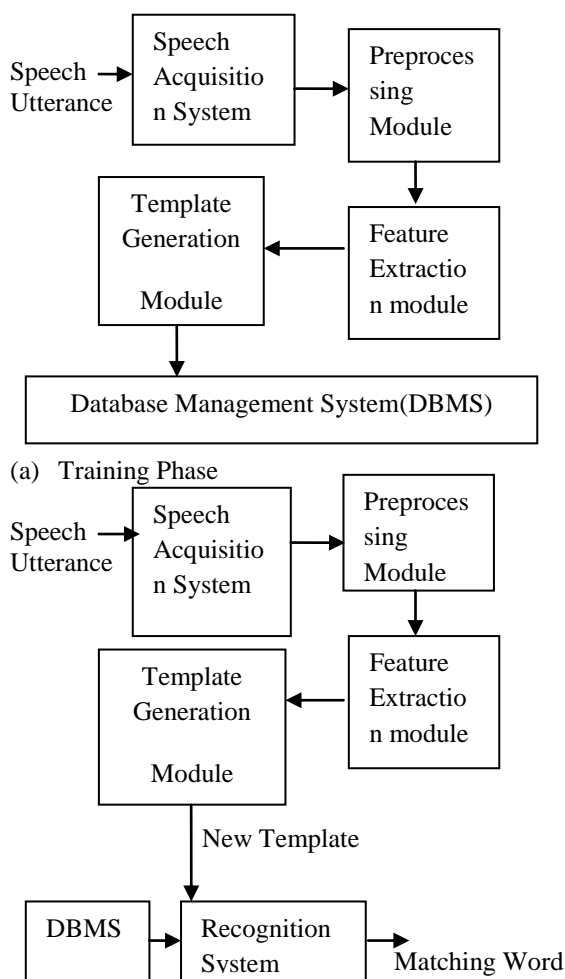 Speech
Utterance
Speech
Acquisitio
n System
Preproces
sing
Module
Feature
Extractio
n module
Template
Generation
Module
Database Management System(DBMS)
(a) Training Phase
Speech
Utterance
Speech
Acquisitio
n System
Preproces
sing
Module
Feature
Extractio
n module
Template
Generation
Module
New Template
DBMS
Recognition
System
Matching Word